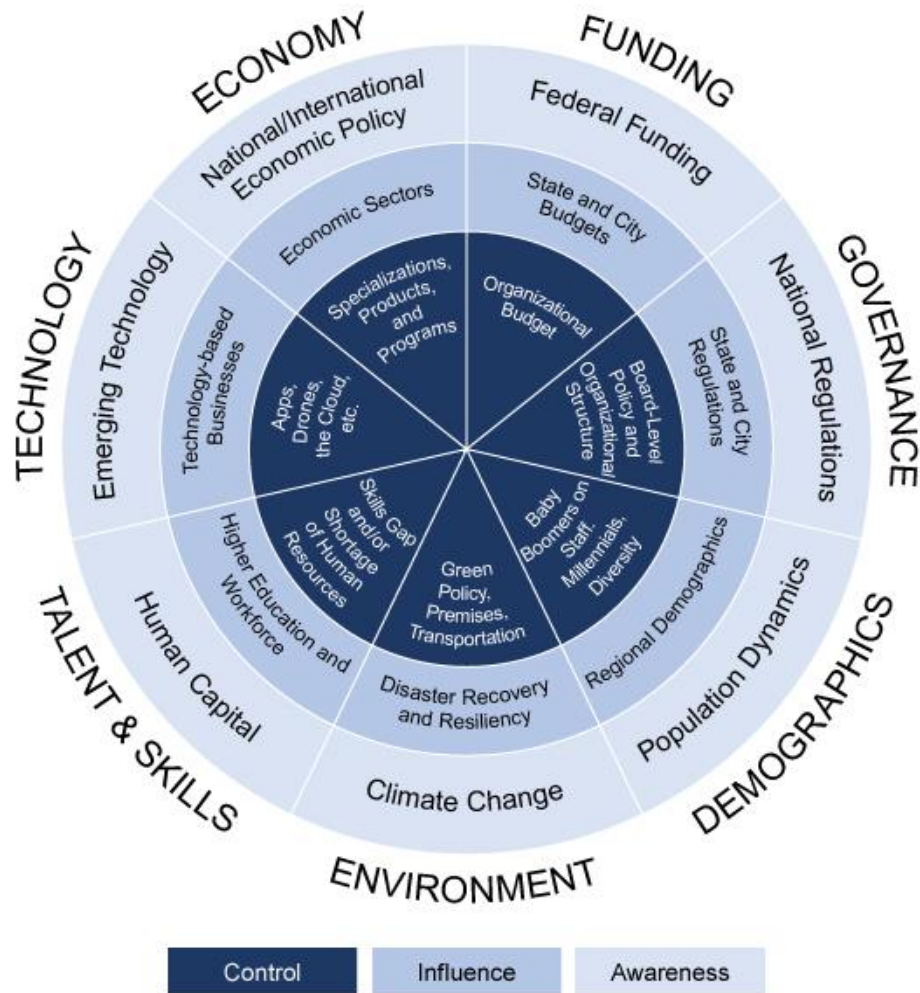 ECONOMY
FUNDING
GOVERNANCE
DEMOGRAPHICS
ENVIRONMENT
TALENT & SKILLS
TECHNOLOGY
National/International
Economic Policy
Economic Sectors
Specializations,
Products,
and
Programs
Federal Funding
State and City
Budgets
Organizational
Budget
National Regulations
State and City
Regulations
Board-Level
Policy and
Organizational
Structure
Population Dynamics
Regional Demographics
Baby
Boomers on
Staff.
Millennials,
Diversity
Climate Change
Disaster Recovery
and Resiliency
Green
Policy,
Premises,
Transportation
Human Capital
Higher Education and
Workforce
Skills Gap
and/or
Shortage
of Human
Resources
Emerging Technology
Technology-based
Businesses
Apps,
Drones,
the Cloud,
etc.
Control
Influence
Awareness